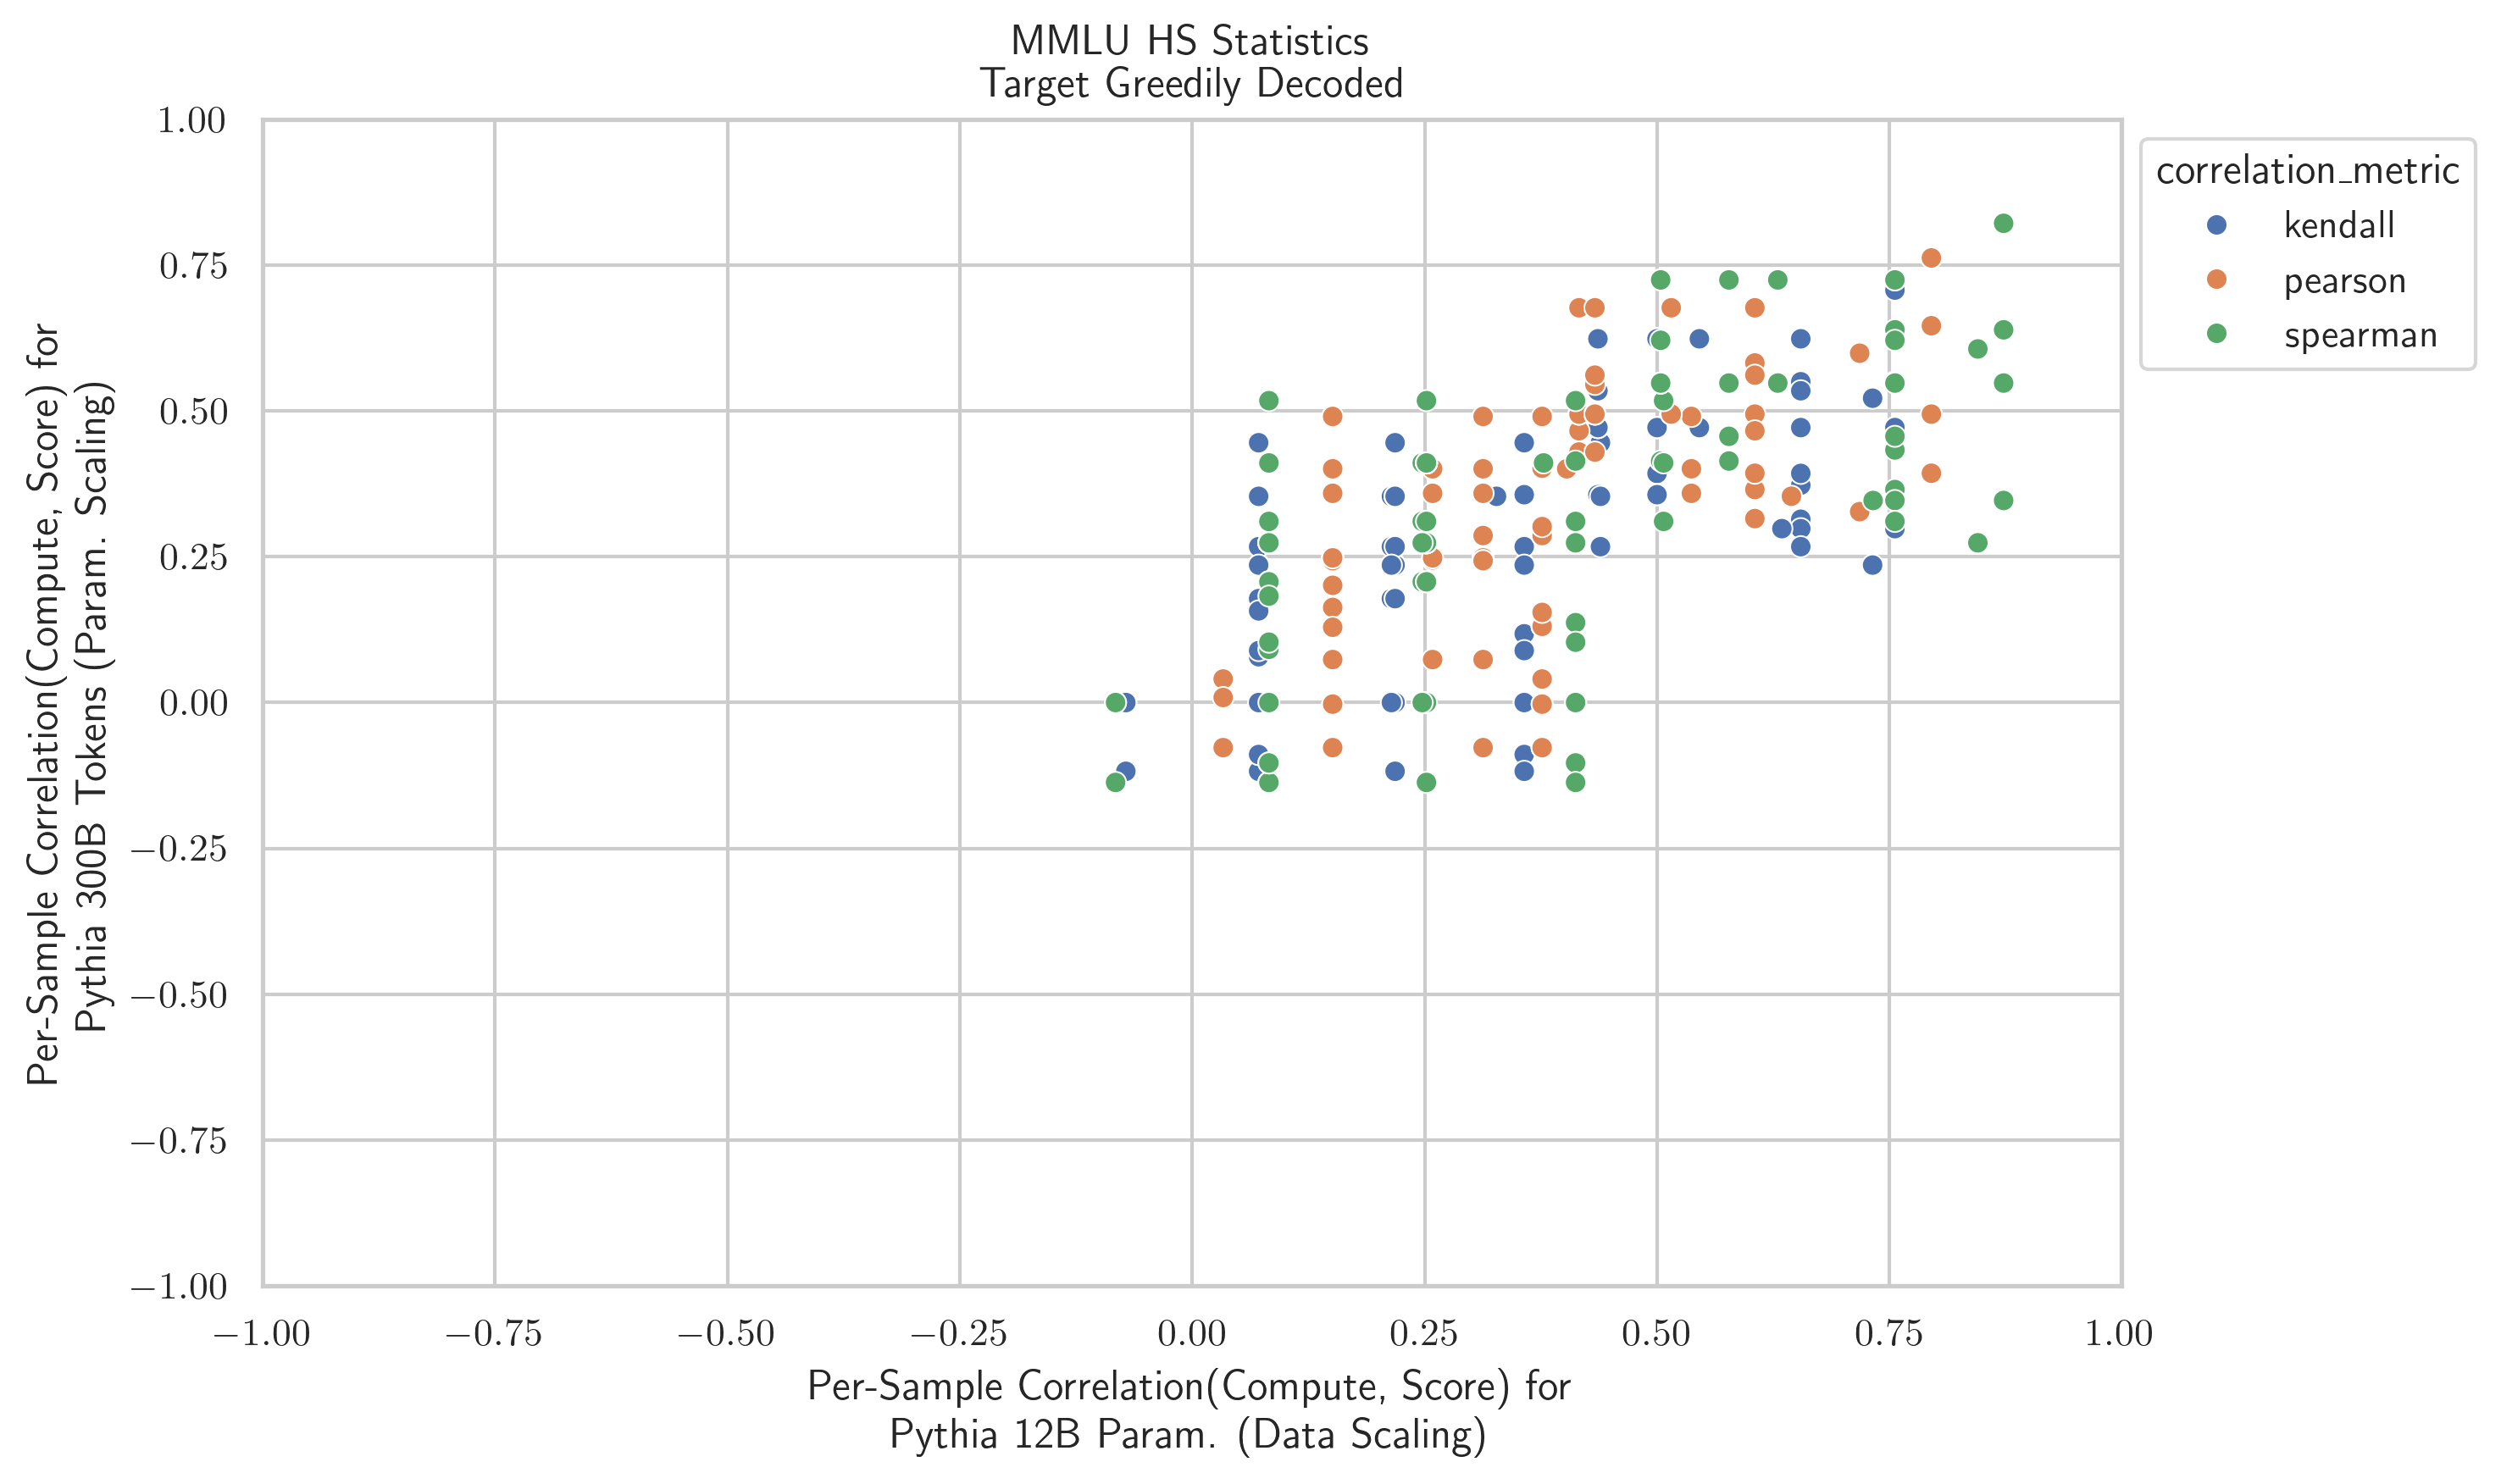 MMLU HS Statistics
Target Greedily Decoded
Per-Sample Correlation(Compute, Score) for
Pythia 300B Tokens (Param. Scaling)
1.00
0.75
0.50
0.25
0.00
−0.25
−0.50
−0.75
−1.00
−1.00 −0.75 −0.50 −0.25 0.00 0.25 0.50 0.75 1.00
Per-Sample Correlation(Compute, Score) for
Pythia 12B Param. (Data Scaling)
correlation_metric
kendall
pearson
spearman